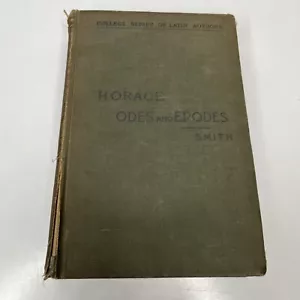 COLLEGE SERIES OF LATIN AUTHORS
HORACE
ODES AND EPODES
SMITH